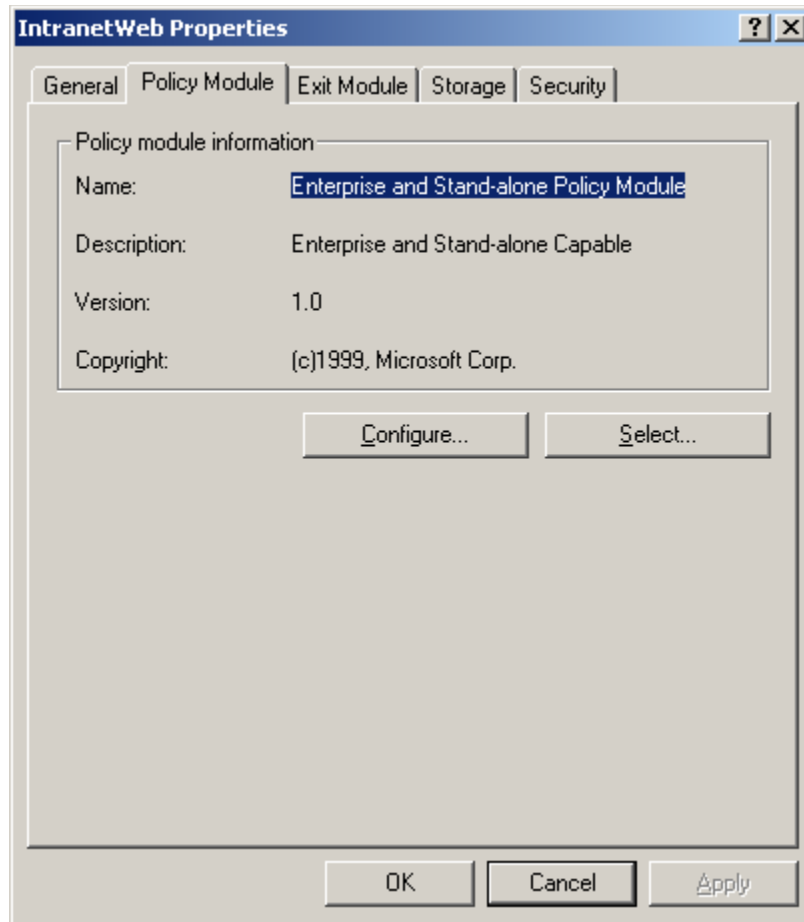 IntranetWeb Properties
General Policy Module Exit Module Storage Security
Policy module information
Name: Enterprise and Stand-alone Policy Module
Description: Enterprise and Stand-alone Capable
Version: 1.0
Copyright: (c)1999, Microsoft Corp.
Configure... Select...
OK Cancel Apply